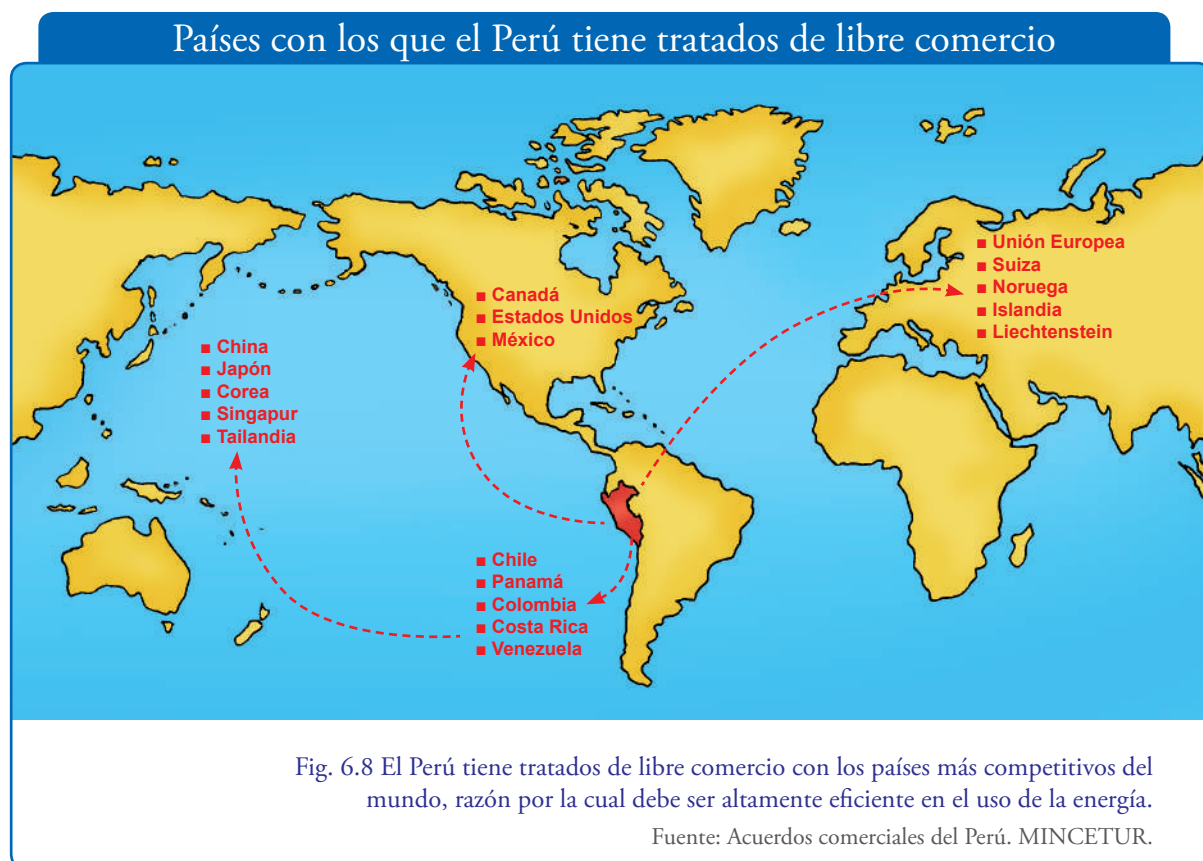 Países con los que el Perú tiene tratados de libre comercio
■ Unión Europea
■ Suiza
■ Noruega
■ Islandia
■ Liechtenstein
■ Canadá
■ Estados Unidos
■ México
■ China
■ Japón
■ Corea
■ Singapur
■ Tailandia
■ Chile
■ Panamá
■ Colombia
■ Costa Rica
■ Venezuela
Fig. 6.8 El Perú tiene tratados de libre comercio con los países más competitivos del
mundo, razón por la cual debe ser altamente eficiente en el uso de la energía.
Fuente: Acuerdos comerciales del Perú. MINCETUR.